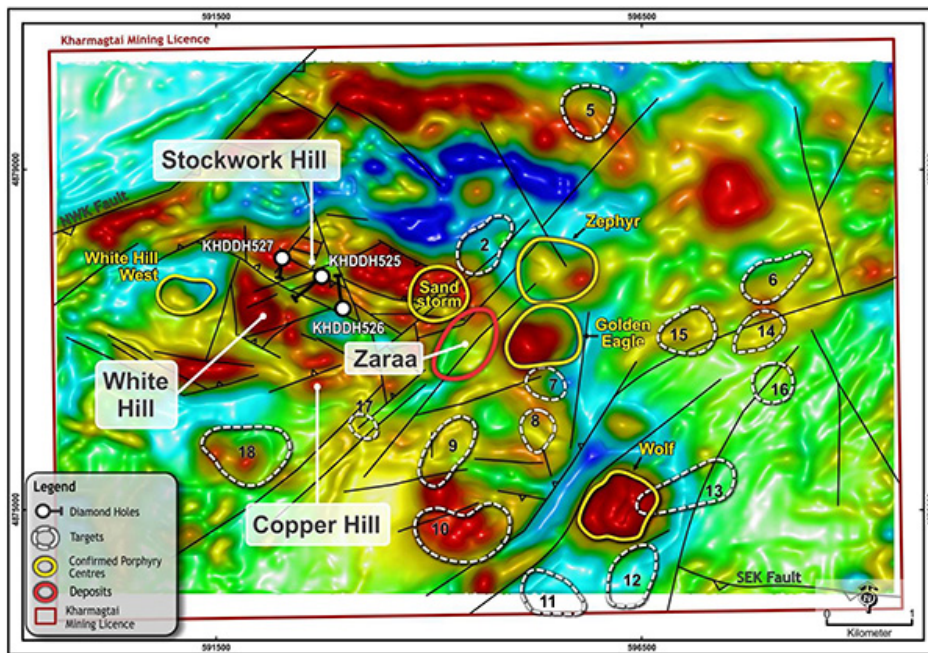 591500
596500
Kharmagtai Mining Licence
5
Stockwork Hill
4879000
NWK Fault
2
Zephyr
KHDDH527
KHDDH525
White Hill
West
6
Sand
storm
KHDDH526
15
14
Golden
Eagle
Zaraa
White
Hill
7
16
17
8
9
18
Wolf
13
Legend
Diamond Holes
Targets
Confirmed Porphyry
Centres
Deposits
Kharmagtai
Mining Licence
4875000
Copper Hill
10
12
11
SEK Fault
0
1
Kilometer
591500
596500